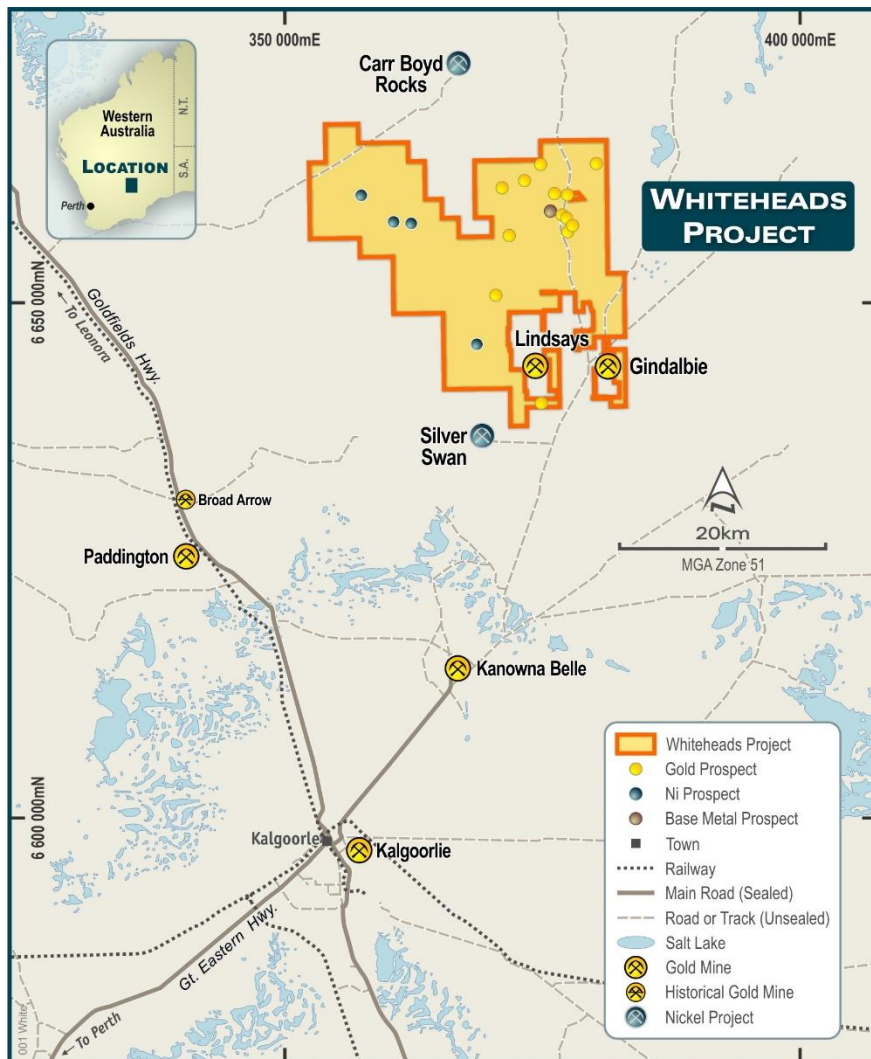 350 000mE
400 000mE
Carr Boyd
Rocks
Western
Australia
N.T.
S.A.
LOCATION
Perth
WHITEHEADS
PROJECT
6 650 000mN
To Leonora
Goldfields Hwy.
Lindsays
Gindalbie
Silver
Swan
Broad Arrow
Paddington
N
20km
MGA Zone 51
Kanowna Belle
6 600 000mN
Kalgoorle
Kalgoorlie
Gt. Eastern Hwy.
To Perth
001 White
Whiteheads Project
Gold Prospect
Ni Prospect
Base Metal Prospect
Town
Railway
Main Road (Sealed)
Road or Track (Unsealed)
Salt Lake
Gold Mine
Historical Gold Mine
Nickel Project